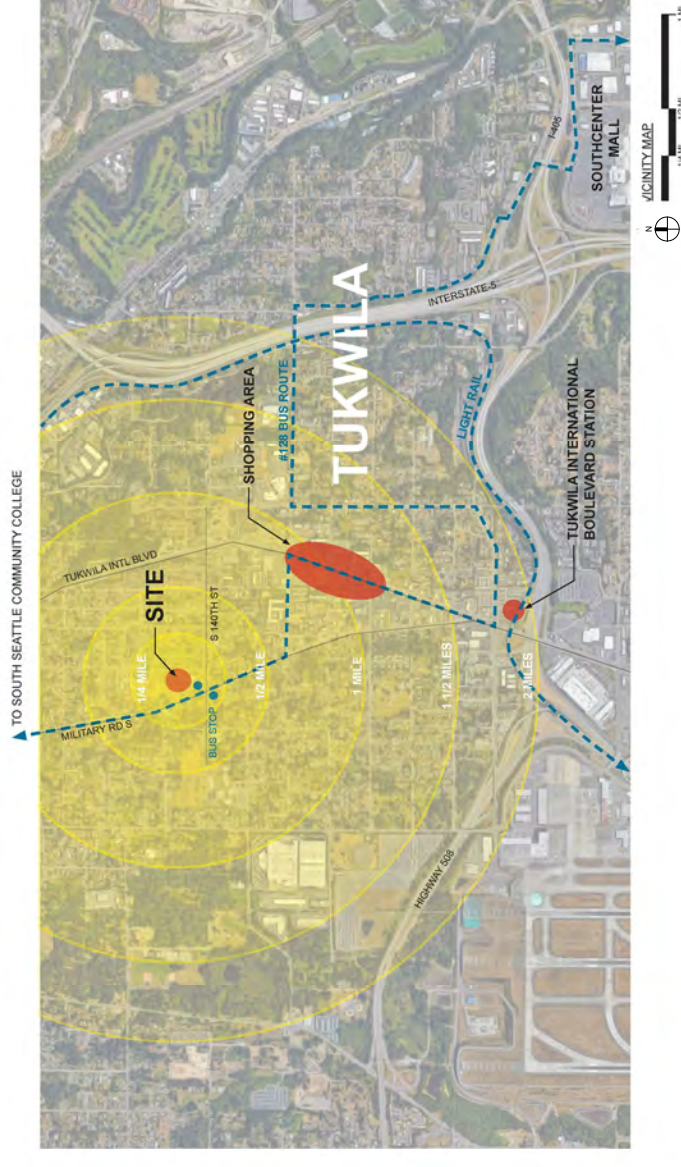 TO SOUTH SEATTLE COMMUNITY COLLEGE
TUKWILA INTL BLVD
SITE
MILITARY RD S
S 140TH ST
BUS STOP
1/4 MILE
1/2 MILE
1 MILE
1 1/2 MILES
2 MILES
SHOPPING AREA
#128 BUS ROUTE
TUKWILA
INTERSTATE-5
I-405
SOUTHCENTER
MALL
LIGHT RAIL
TUKWILA INTERNATIONAL
BOULEVARD STATION
HIGHWAY 508
VICINITY MAP
N